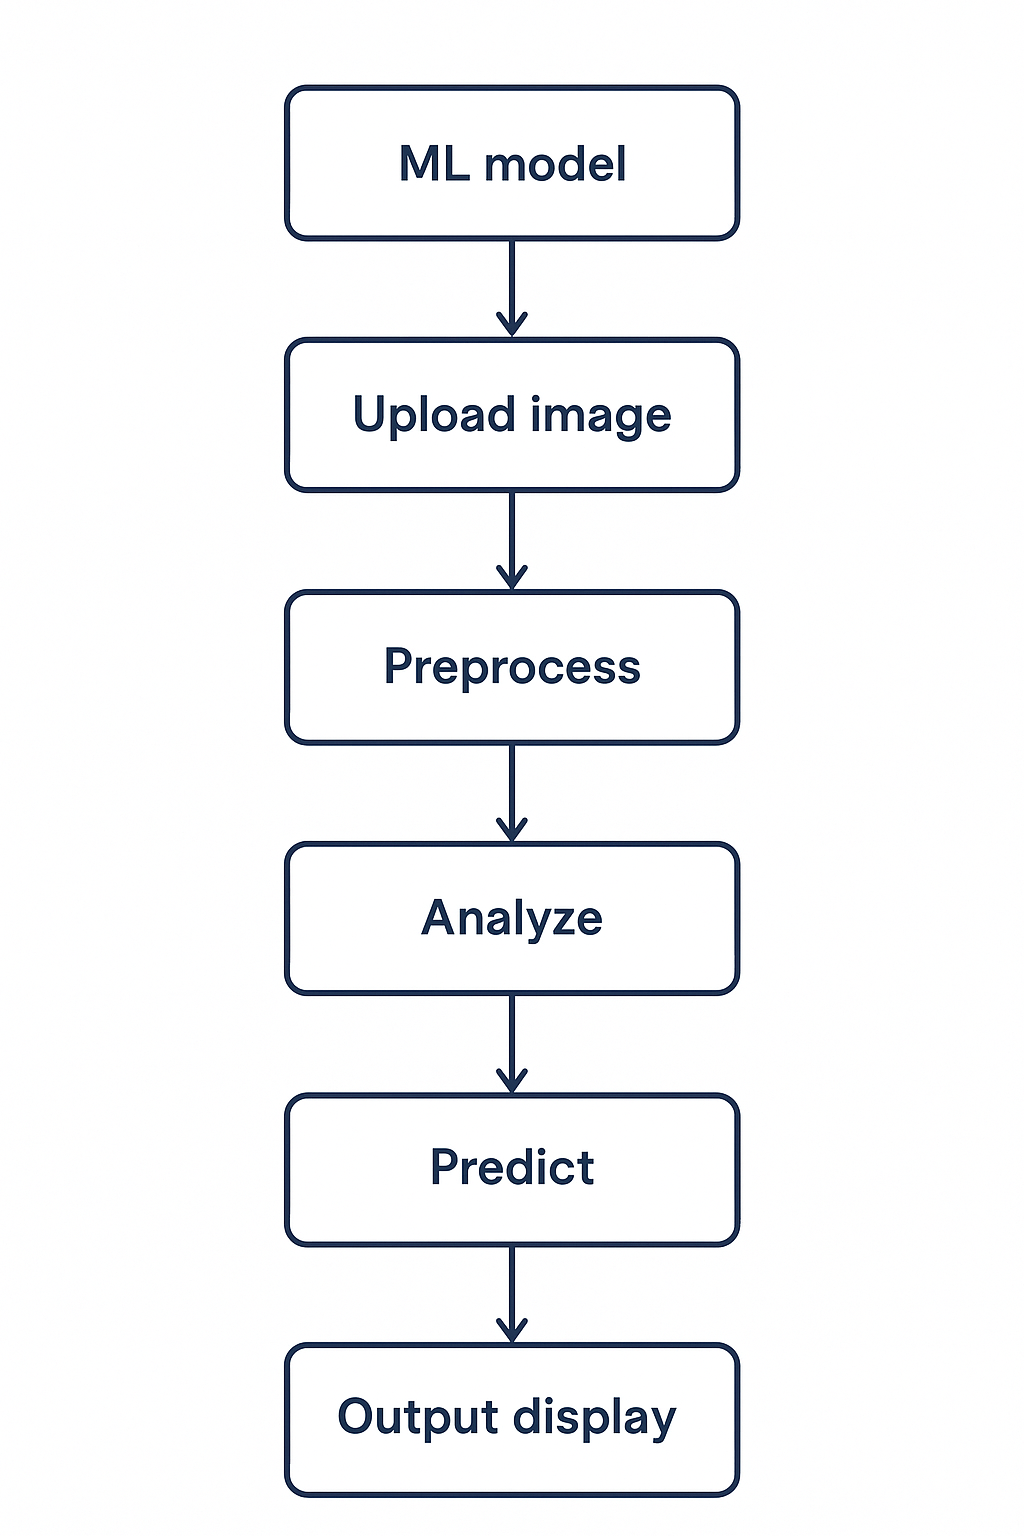 ML model
Upload image
Preprocess
Analyze
Predict
Output display